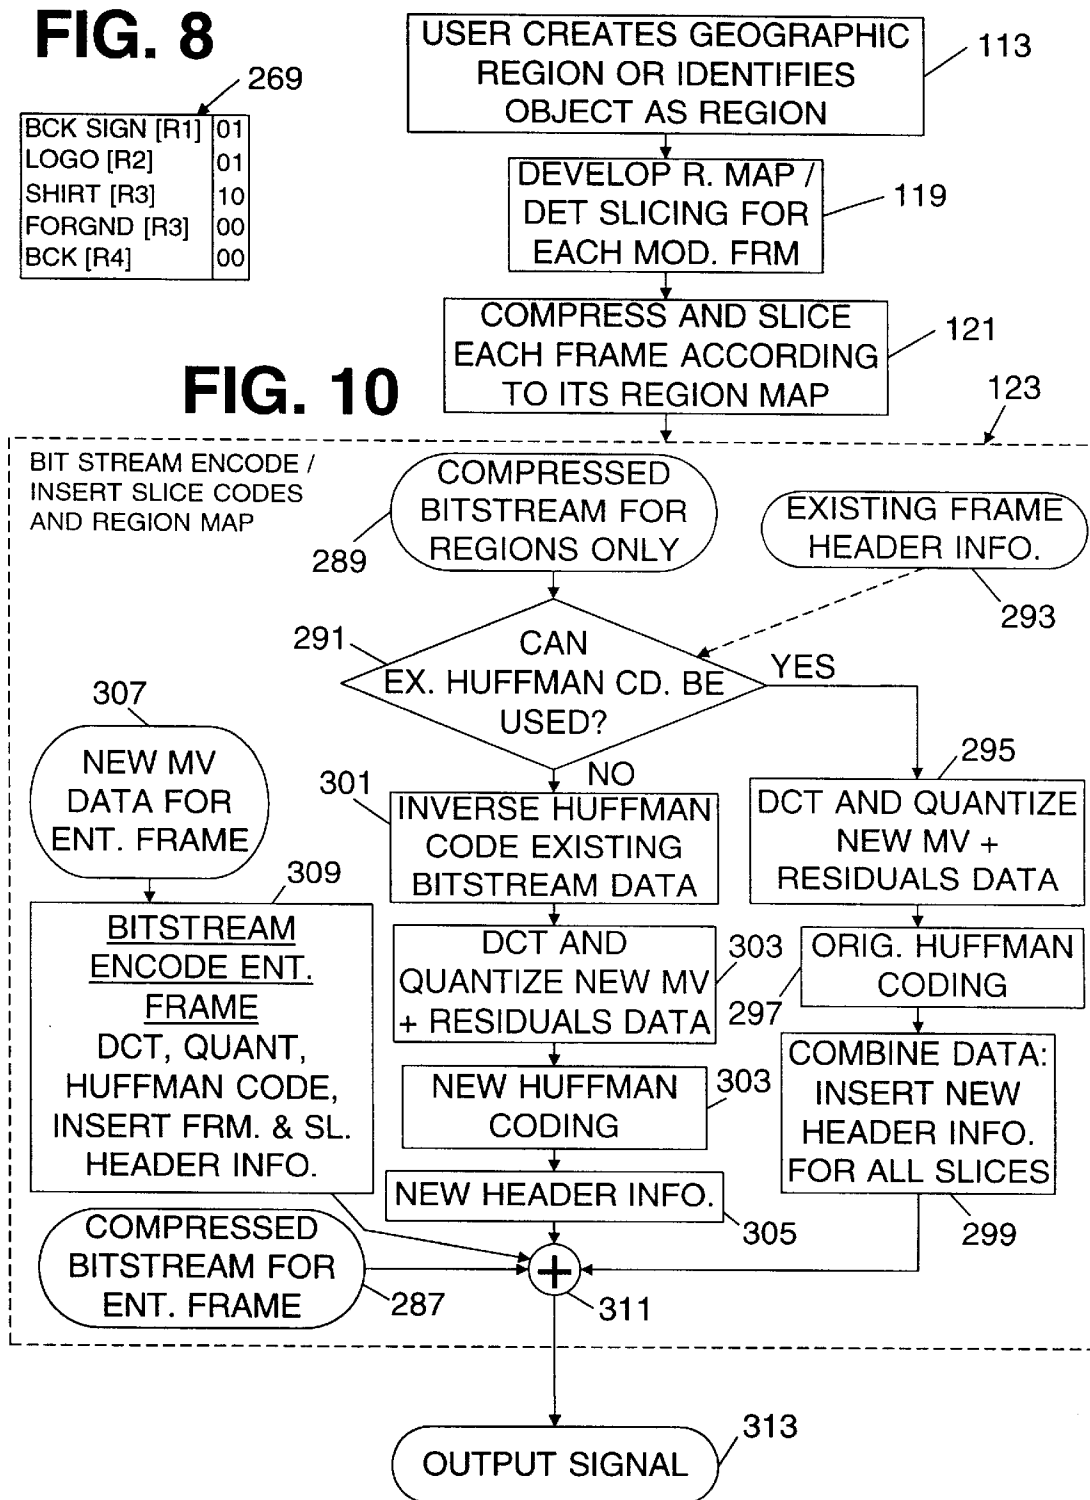 FIG. 8
269
BCK SIGN [R1] 01
LOGO [R2] 01
SHIRT [R3] 10
FORGND [R3] 00
BCK [R4] 00
USER CREATES GEOGRAPHIC
REGION OR IDENTIFIES
OBJECT AS REGION
113
DEVELOP R. MAP /
DET SLICING FOR
EACH MOD. FRM
119
COMPRESS AND SLICE
EACH FRAME ACCORDING
TO ITS REGION MAP
121
FIG. 10
123
BIT STREAM ENCODE /
INSERT SLICE CODES
AND REGION MAP
COMPRESSED
BITSTREAM FOR
REGIONS ONLY
289
EXISTING FRAME
HEADER INFO.
293
291
CAN
EX. HUFFMAN CD. BE
USED?
YES
NO
307
NEW MV
DATA FOR
ENT. FRAME
309
BITSTREAM
ENCODE ENT.
FRAME
DCT, QUANT,
HUFFMAN CODE,
INSERT FRM. & SL.
HEADER INFO.
COMPRESSED
BITSTREAM FOR
ENT. FRAME
287
301
INVERSE HUFFMAN
CODE EXISTING
BITSTREAM DATA
DCT AND
QUANTIZE NEW MV
+ RESIDUALS DATA
303
NEW HUFFMAN
CODING
303
NEW HEADER INFO.
305
295
DCT AND QUANTIZE
NEW MV +
RESIDUALS DATA
ORIG. HUFFMAN
CODING
297
COMBINE DATA:
INSERT NEW
HEADER INFO.
FOR ALL SLICES
299
+
311
OUTPUT SIGNAL
313